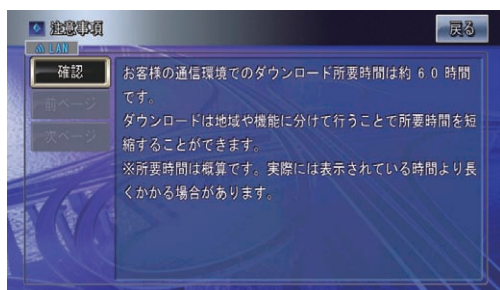 注意事項
戻る
LAN
確認
前ページ
次ページ
お客様の通信環境でのダウンロード所要時間は約 6 0 時間
です。
ダウンロードは地域や機能に分けて行うことで所要時間を短
縮することができます。
※所要時間は概算です。実際には表示されている時間より長
くかかる場合があります。